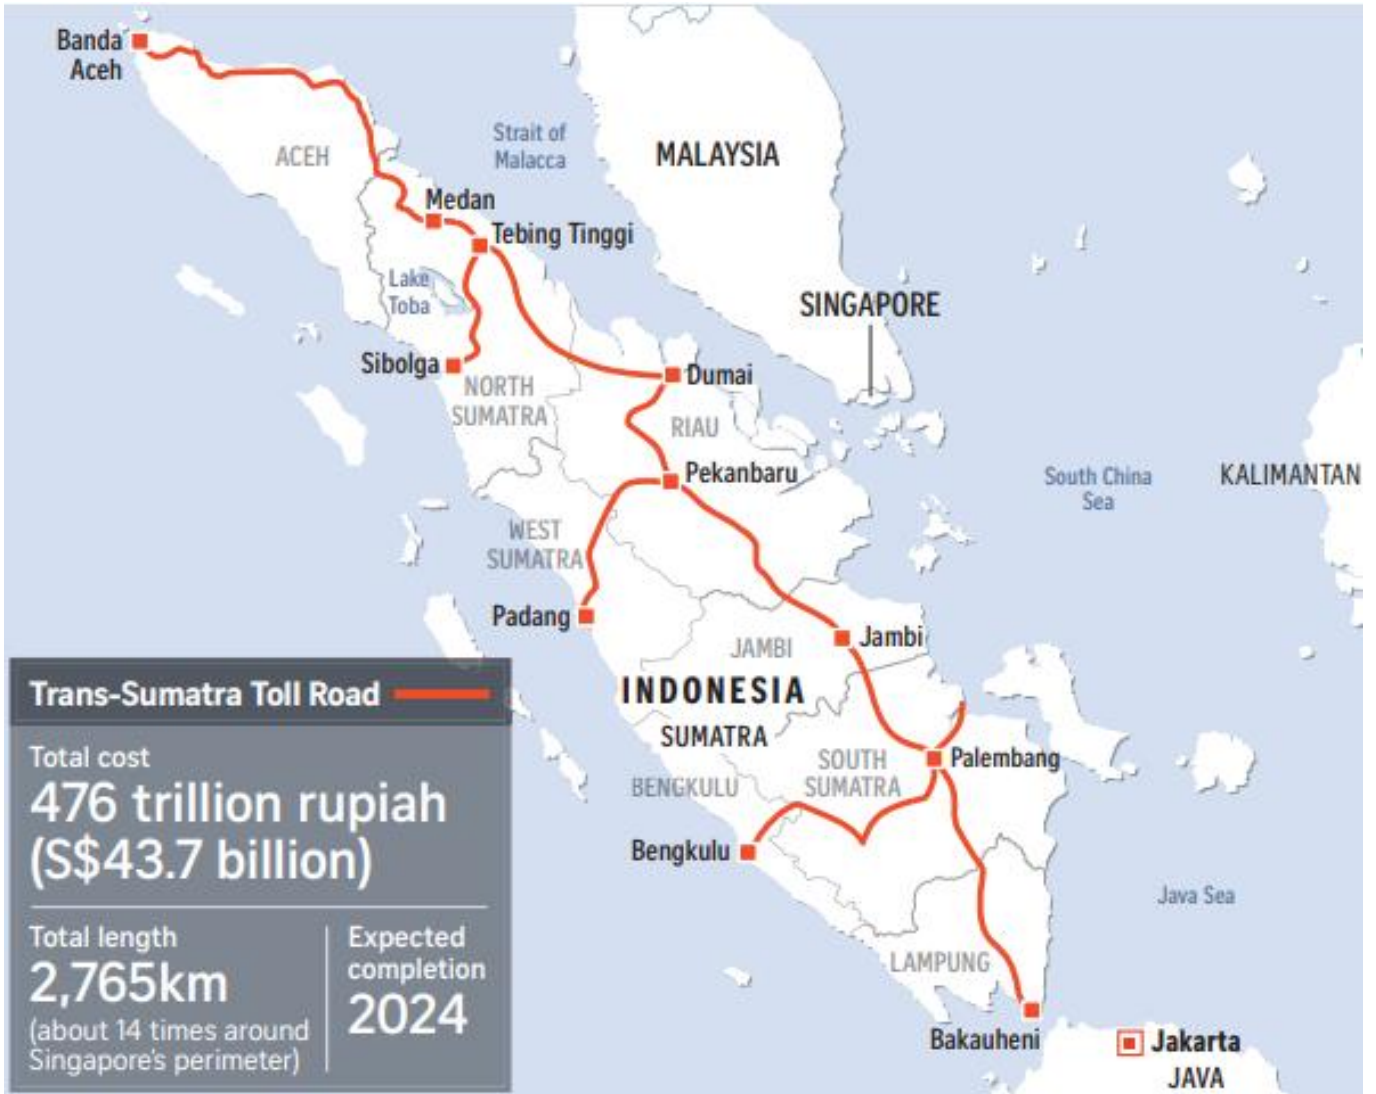 Banda
Aceh
ACEH
Strait of
Malacca
MALAYSIA
Medan
Tebing Tinggi
Lake
Toba
SINGAPORE
Sibolga
NORTH
SUMATRA
Dumai
RIAU
Pekanbaru
South China
Sea
KALIMANTAN
WEST
SUMATRA
Padang
JAMBI
Jambi
INDONESIA
SUMATRA
SOUTH
SUMATRA
Palembang
BENGKULU
Bengkulu
Java Sea
LAMPUNG
Bakauheni
Jakarta
JAVA
Trans-Sumatra Toll Road
Total cost
476 trillion rupiah
(S$43.7 billion)
Total length
2,765km
(about 14 times around
Singapore's perimeter)
Expected
completion
2024